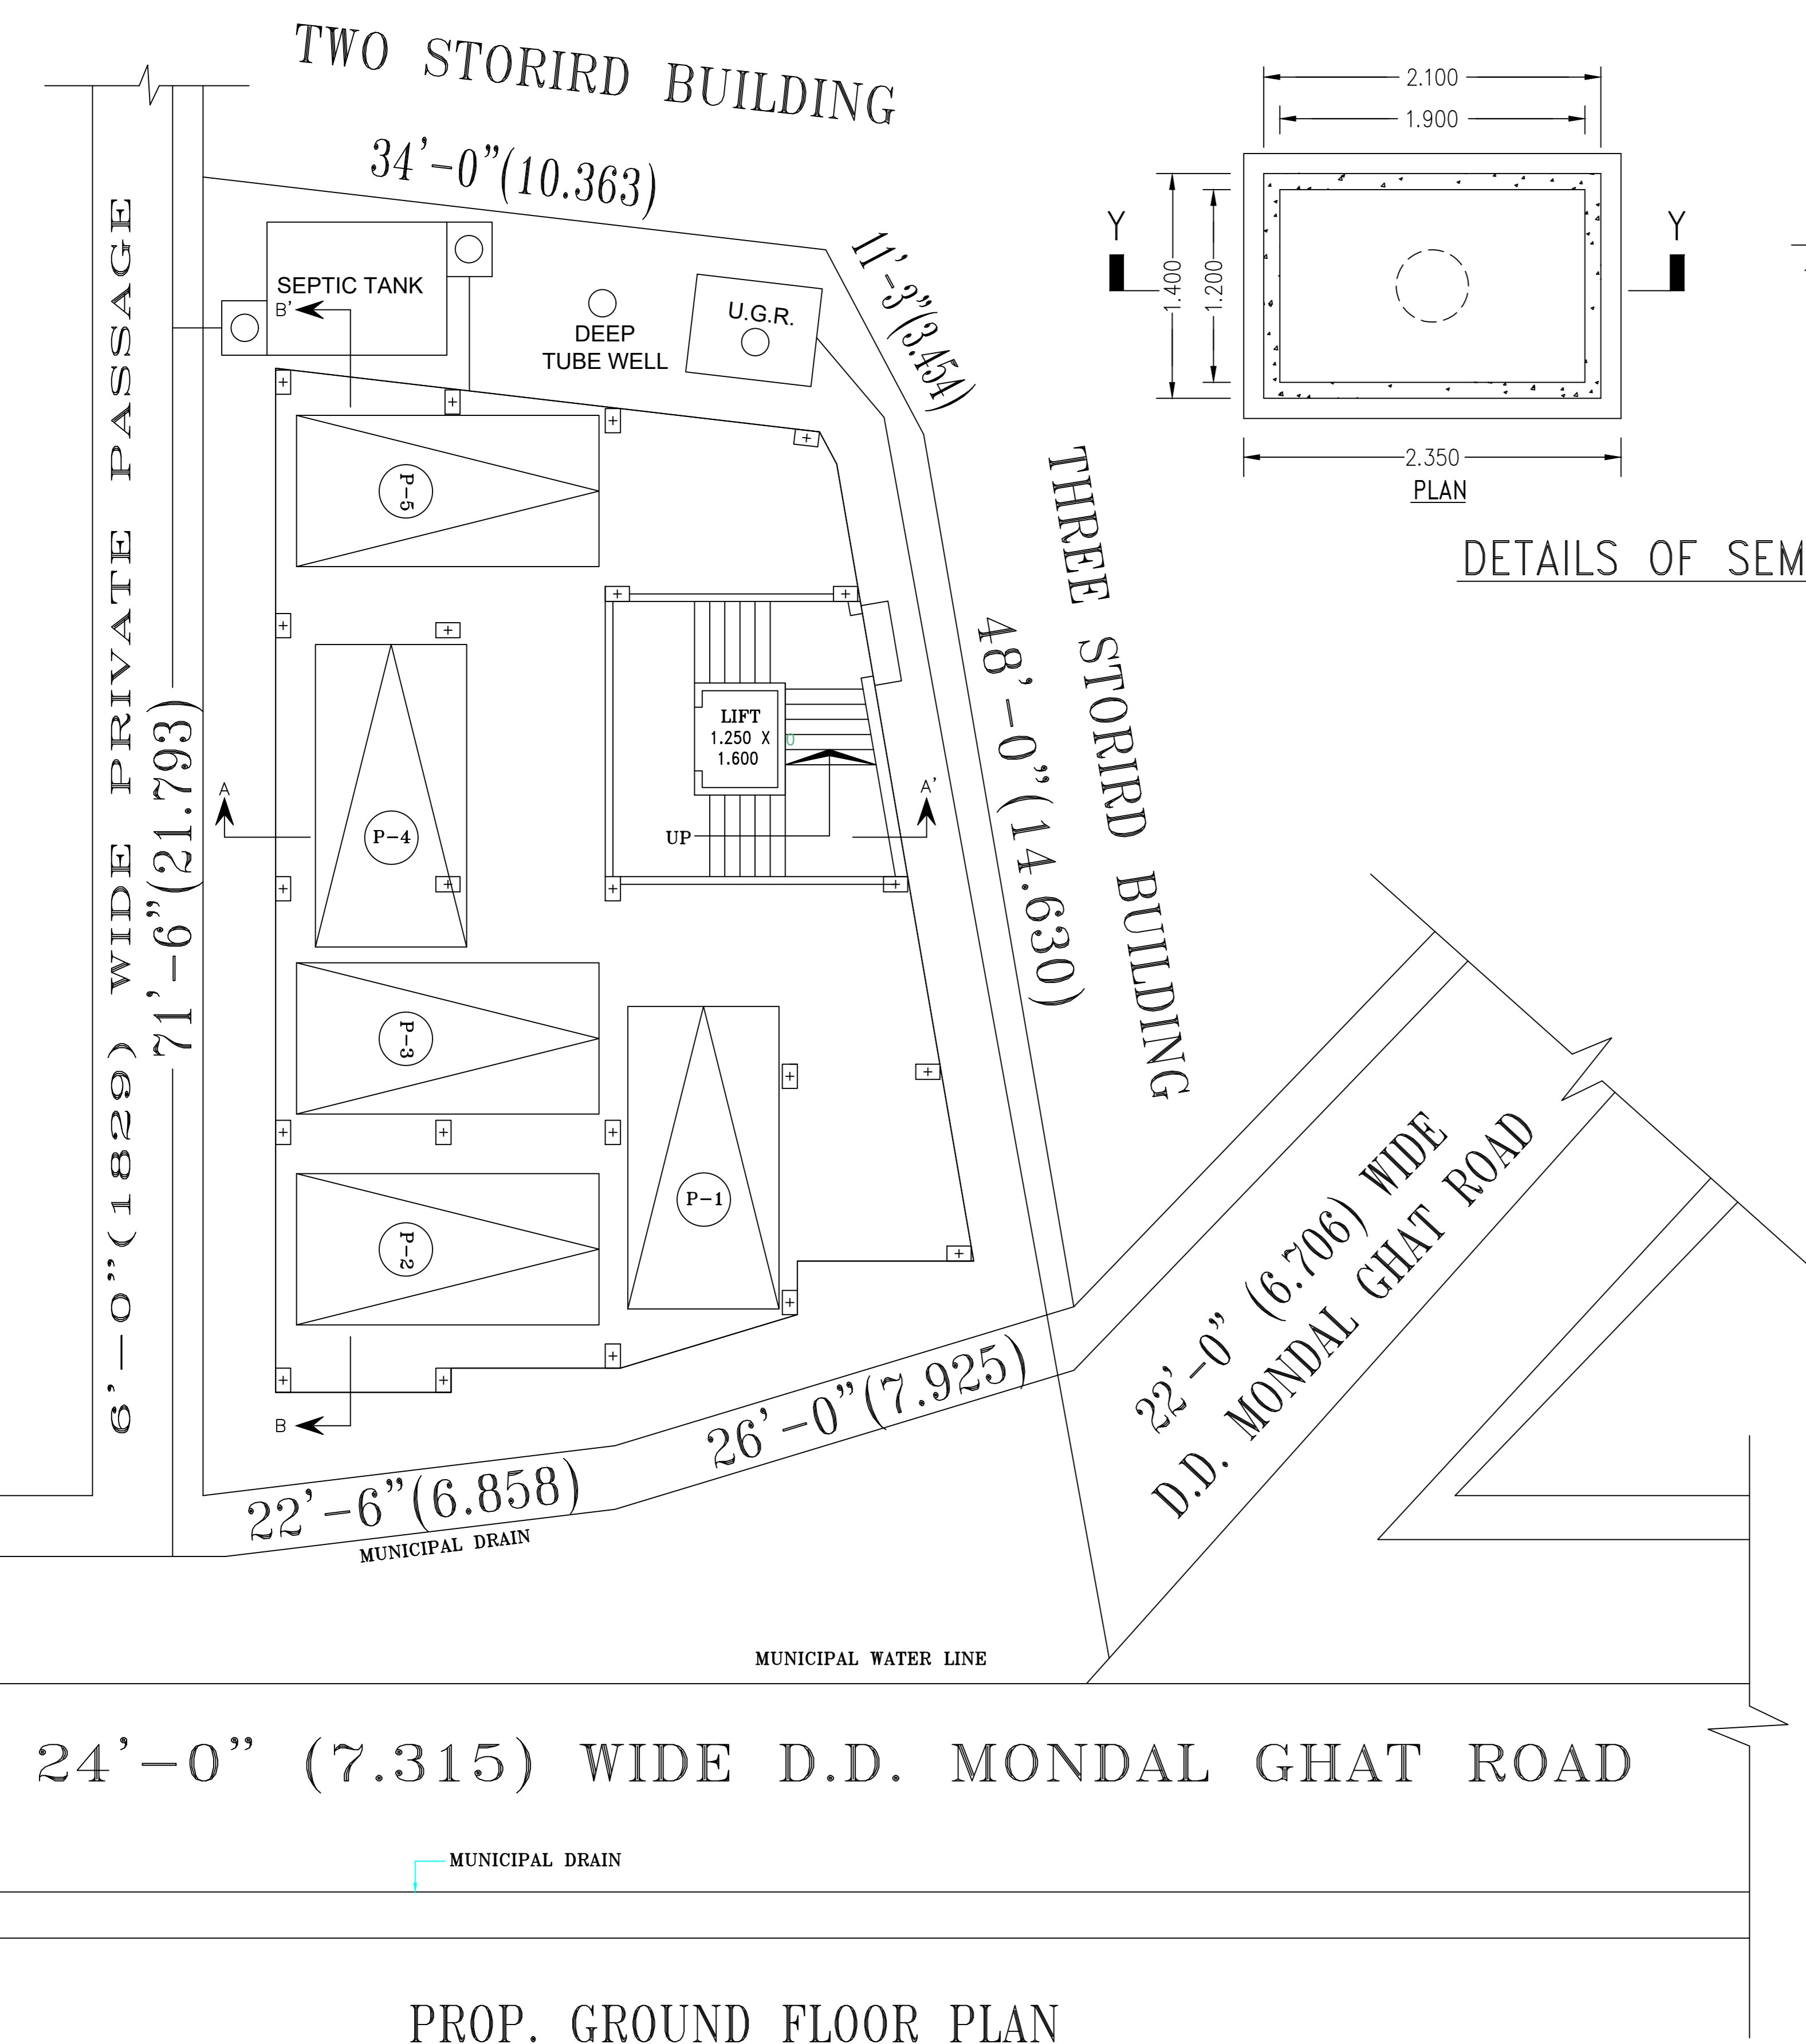 TWO STORIRD BUILDING
34'-0"(10.363)
11'-3"(3.454)
2.100
1.900
Y
Y
1.400
1.200
2.350
PLAN
DETAILS OF SEM
SEPTIC TANK
B'
DEEP
TUBE WELL
U.G.R.
6'-0"(1829) WIDE PRIVATE PASSAGE
71'-6"(21.793)
THREE STORIRD BUILDING
48'-0"(14.630)
P-5
LIFT
1.250 X
1.600
0
A
A'
UP
P-4
P-3
P-1
P-2
B
22'-6"(6.858)
26'-0"(7.925)
MUNICIPAL DRAIN
22'-0" (6.706) WIDE
D.D. MONDAL GHAT ROAD
MUNICIPAL WATER LINE
24'-0" (7.315) WIDE D.D. MONDAL GHAT ROAD
MUNICIPAL DRAIN
PROP. GROUND FLOOR PLAN